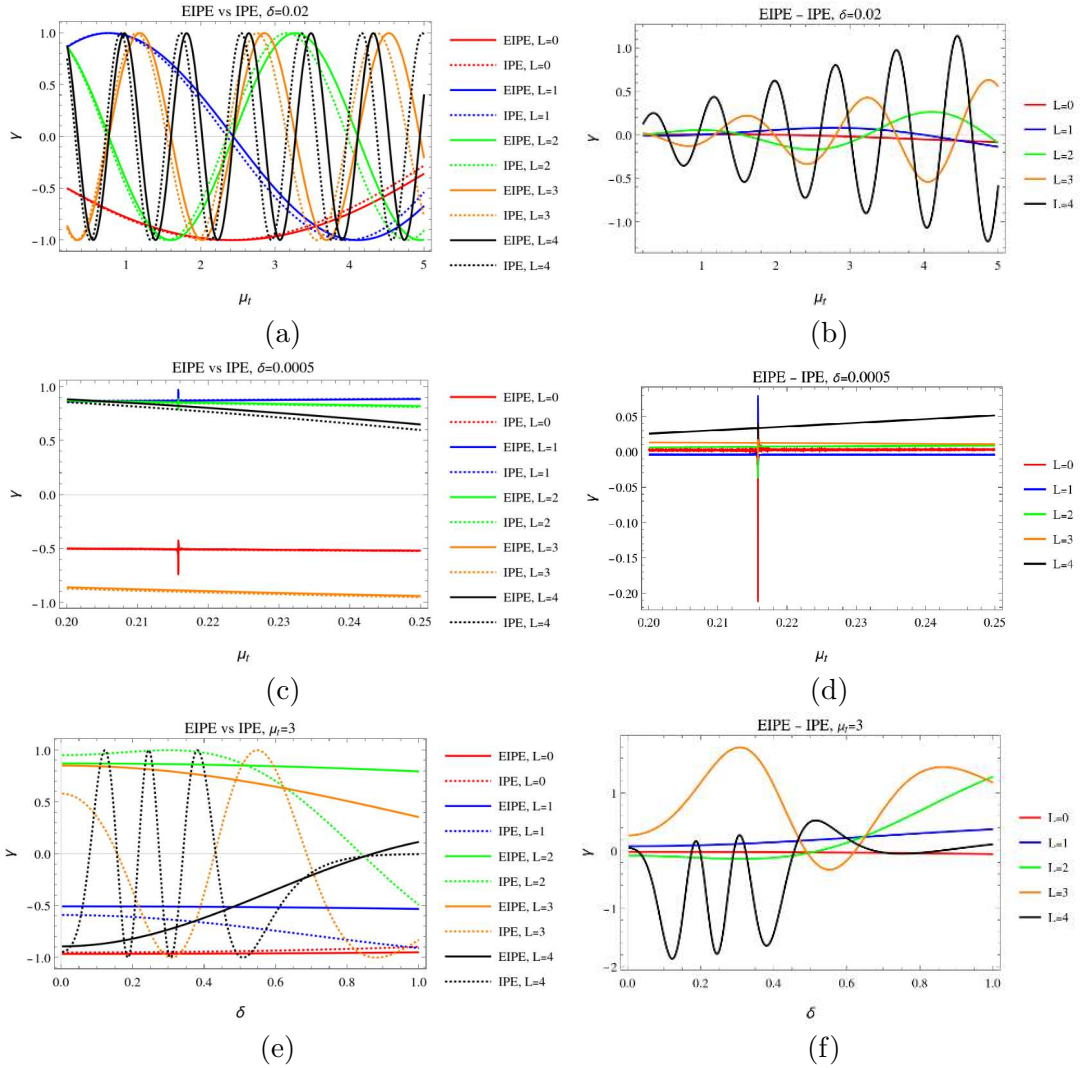 EIPE vs IPE, δ=0.02
1.0
0.5
0.0
-0.5
-1.0
γ
1
2
3
4
5
μt
EIPE, L=0
IPE, L=0
EIPE, L=1
IPE, L=1
EIPE, L=2
IPE, L=2
EIPE, L=3
IPE, L=3
EIPE, L=4
IPE, L=4
(a)
EIPE − IPE, δ=0.02
1.0
0.5
0.0
-0.5
-1.0
γ
1
2
3
4
5
μt
L=0
L=1
L=2
L=3
L=4
(b)
EIPE vs IPE, δ=0.0005
1.0
0.5
0.0
-0.5
-1.0
γ
0.20
0.21
0.22
0.23
0.24
0.25
μt
EIPE, L=0
IPE, L=0
EIPE, L=1
IPE, L=1
EIPE, L=2
IPE, L=2
EIPE, L=3
IPE, L=3
EIPE, L=4
IPE, L=4
(c)
EIPE − IPE, δ=0.0005
0.05
0.00
-0.05
-0.10
-0.15
-0.20
γ
0.20
0.21
0.22
0.23
0.24
0.25
μt
L=0
L=1
L=2
L=3
L=4
(d)
EIPE vs IPE, μt=3
1.0
0.5
0.0
-0.5
-1.0
γ
0.0
0.2
0.4
0.6
0.8
1.0
δ
EIPE, L=0
IPE, L=0
EIPE, L=1
IPE, L=1
EIPE, L=2
IPE, L=2
EIPE, L=3
IPE, L=3
EIPE, L=4
IPE, L=4
(e)
EIPE − IPE, μt=3
1
0
-1
-2
γ
0.0
0.2
0.4
0.6
0.8
1.0
δ
L=0
L=1
L=2
L=3
L=4
(f)